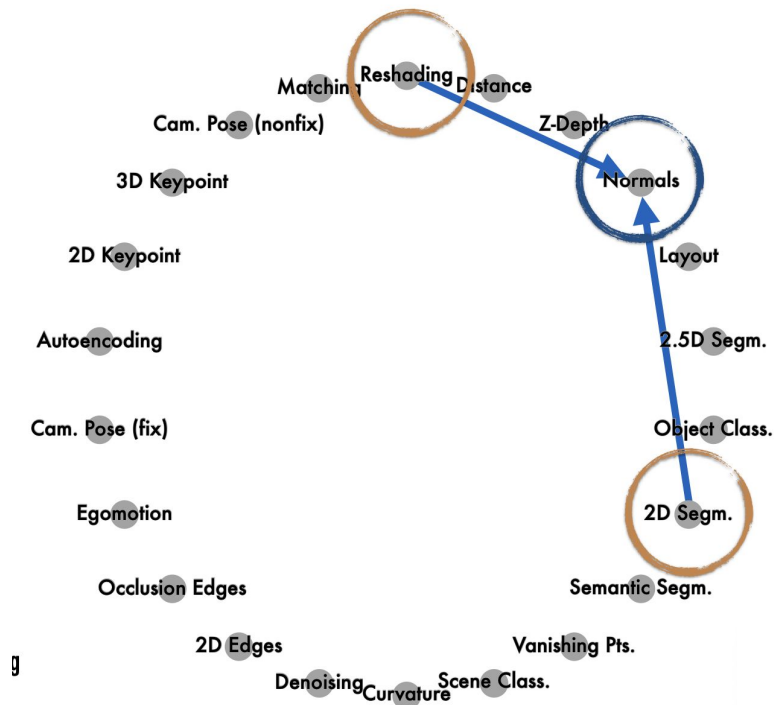 Reshading
Matching
Distance
Cam. Pose (nonfix)
Z-Depth
3D Keypoint
Normals
2D Keypoint
Layout
Autoencoding
2.5D Segm.
Cam. Pose (fix)
Object Class.
Egomotion
2D Segm.
Occlusion Edges
Semantic Segm.
2D Edges
Vanishing Pts.
g
Denoising
Scene Class.
Curvature